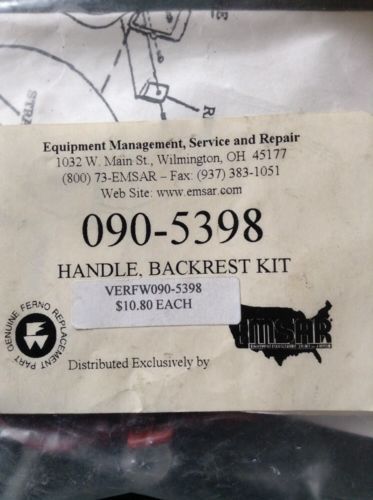 STRA
R
Equipment Management, Service and Repair
1032 W. Main St., Wilmington, OH 45177
(800) 73-EMSAR – Fax: (937) 383-1051
Web Site: www.emsar.com
090-5398
HANDLE, BACKREST KIT
VERFW090-5398
$10.80 EACH
GENUINE FERNO REPLACEMENT PART
EMSAR
Distributed Exclusively by